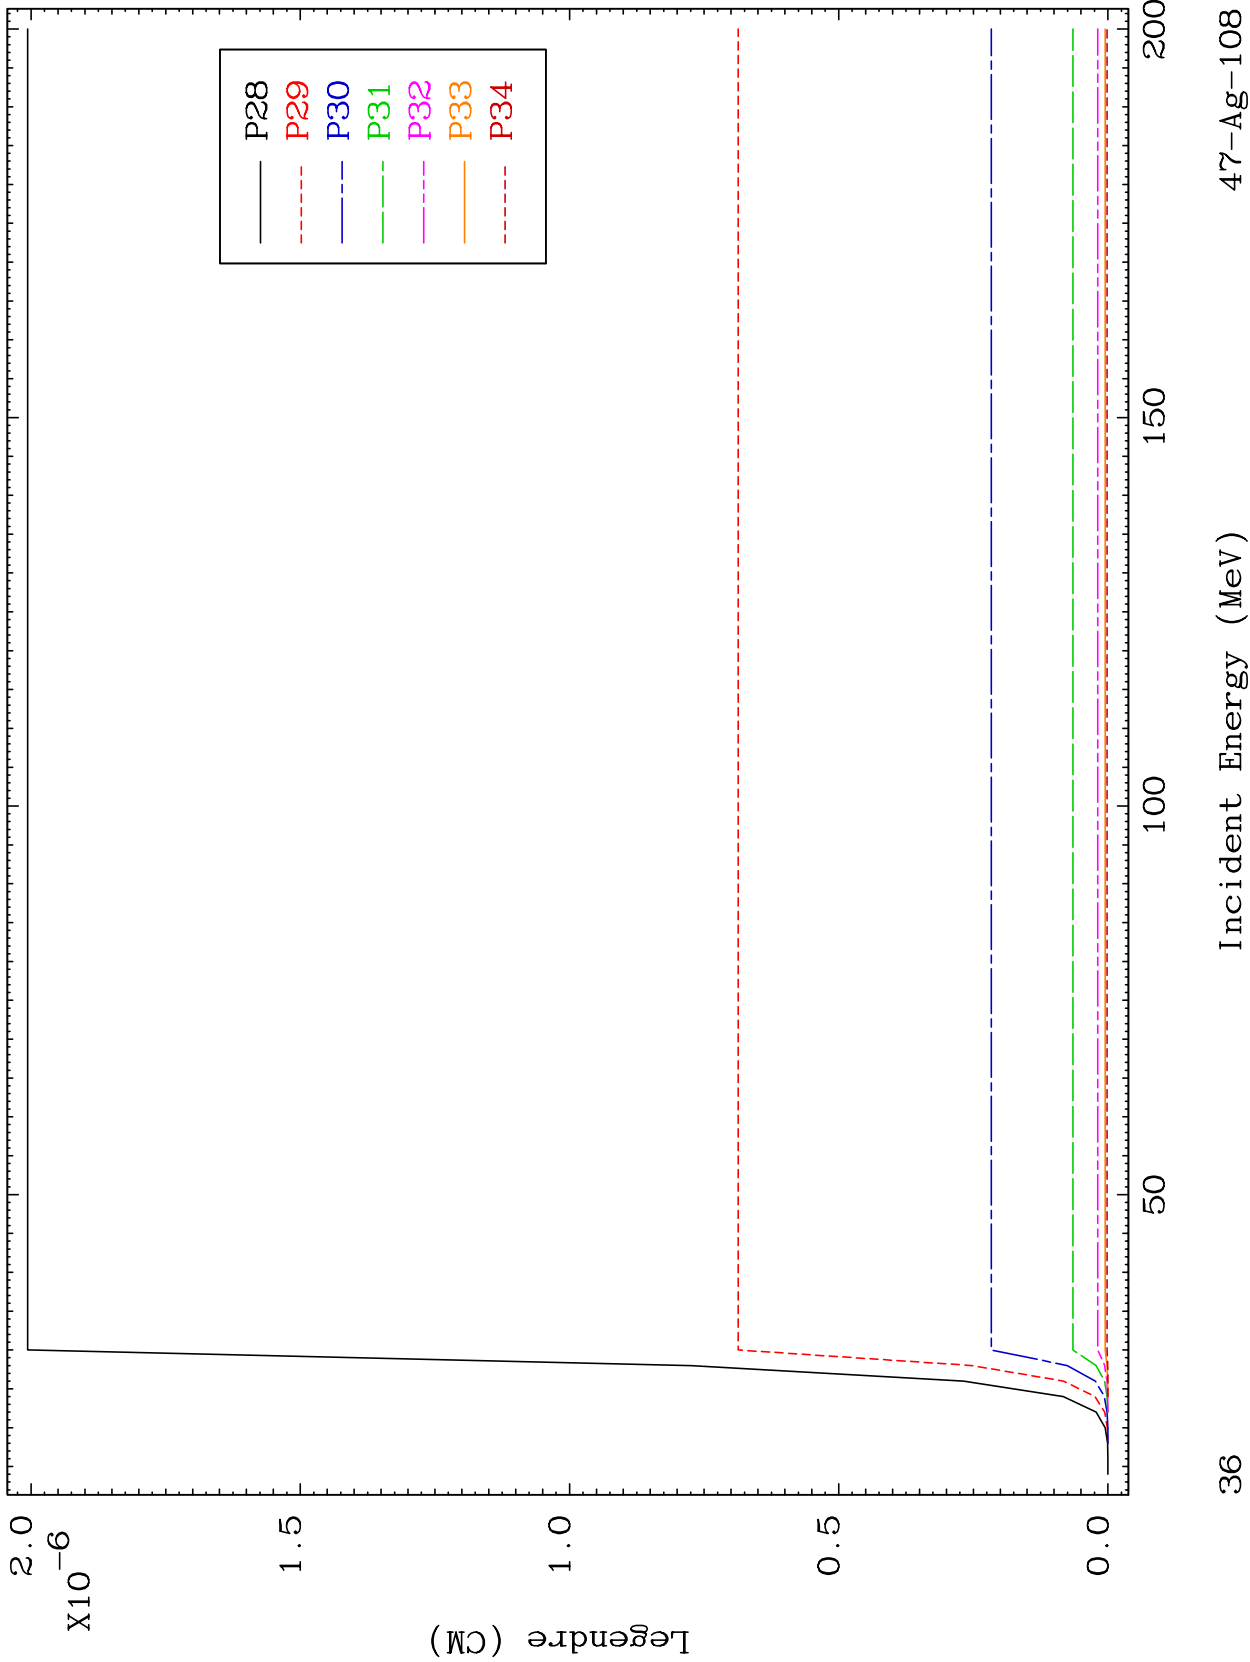 2.0
X10-6
1.5
1.0
0.5
0.0
Legendre (CM)
P28
P29
P30
P31
P32
P33
P34
50
100
150
200
Incident Energy (MeV)
36
47-Ag-108